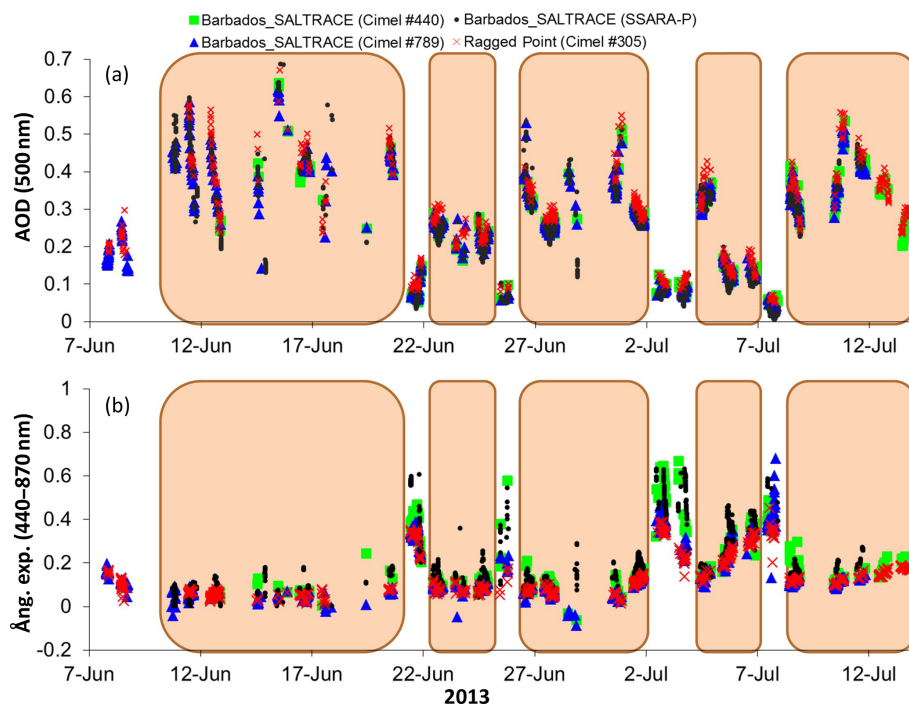 Barbados_SALTRACE (Cimel #440) Barbados_SALTRACE (SSARA-P)
Barbados_SALTRACE (Cimel #789) Ragged Point (Cimel #305)
(a)
AOD (500 nm)
0.7
0.6
0.5
0.4
0.3
0.2
0.1
0
7-Jun 12-Jun 17-Jun 22-Jun 27-Jun 2-Jul 7-Jul 12-Jul
(b)
Ång. exp. (440–870 nm)
1
0.8
0.6
0.4
0.2
0
-0.2
7-Jun 12-Jun 17-Jun 22-Jun 27-Jun 2-Jul 7-Jul 12-Jul
2013